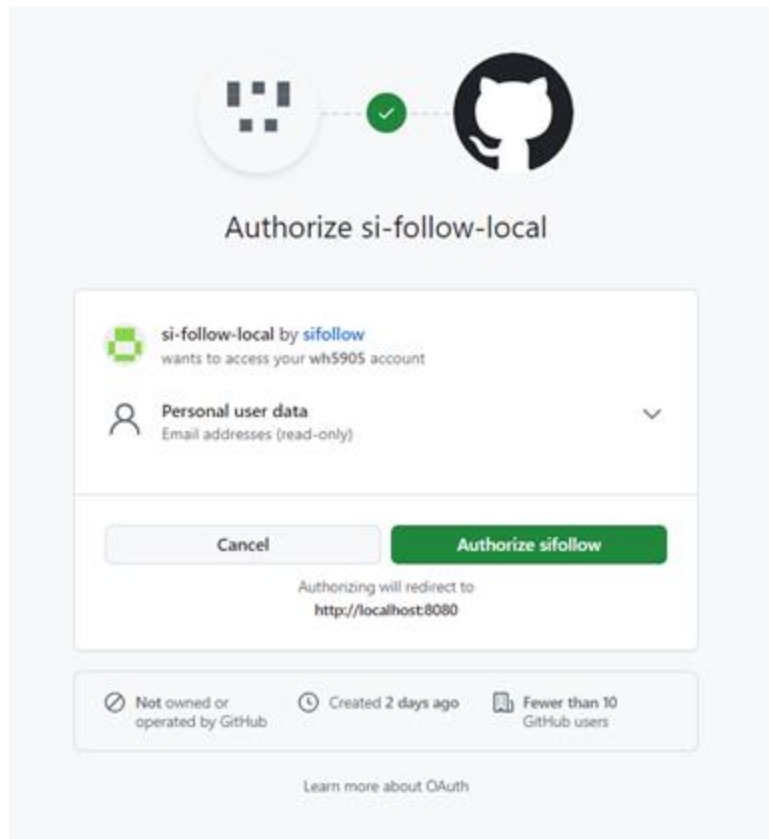 Authorize si-follow-local
si-follow-local by sifollow
wants to access your wh5905 account
Personal user data
Email addresses (read-only)
Cancel
Authorize sifollow
Authorizing will redirect to
http://localhost:8080
Not owned or
operated by GitHub
Created 2 days ago
Fewer than 10
GitHub users
Learn more about OAuth